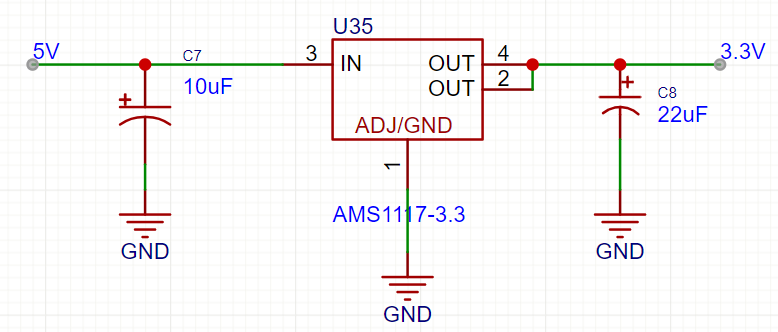 U35
5V
C7
3
IN
OUT
4
3.3V
10uF
OUT
2
+
+
C8
22uF
ADJ/GND
1
AMS1117-3.3
GND
GND
GND